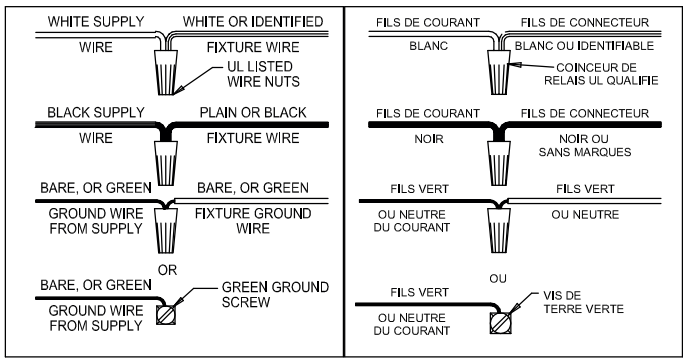 WHITE SUPPLY
WIRE
WHITE OR IDENTIFIED
FIXTURE WIRE
UL LISTED
WIRE NUTS
BLACK SUPPLY
WIRE
PLAIN OR BLACK
FIXTURE WIRE
BARE, OR GREEN
GROUND WIRE
FROM SUPPLY
BARE, OR GREEN
FIXTURE GROUND
WIRE
OR
BARE, OR GREEN
GROUND WIRE
FROM SUPPLY
GREEN GROUND
SCREW
FILS DE COURANT
BLANC
FILS DE CONNECTEUR
BLANC OU IDENTIFIABLE
COINCEUR DE
RELAIS UL QUALIFIE
FILS DE COURANT
NOIR
FILS DE CONNECTEUR
NOIR OU
SANS MARQUES
FILS VERT
OU NEUTRE
DU COURANT
FILS VERT
OU NEUTRE
OU
FILS VERT
OU NEUTRE
DU COURANT
VIS DE
TERRE VERTE